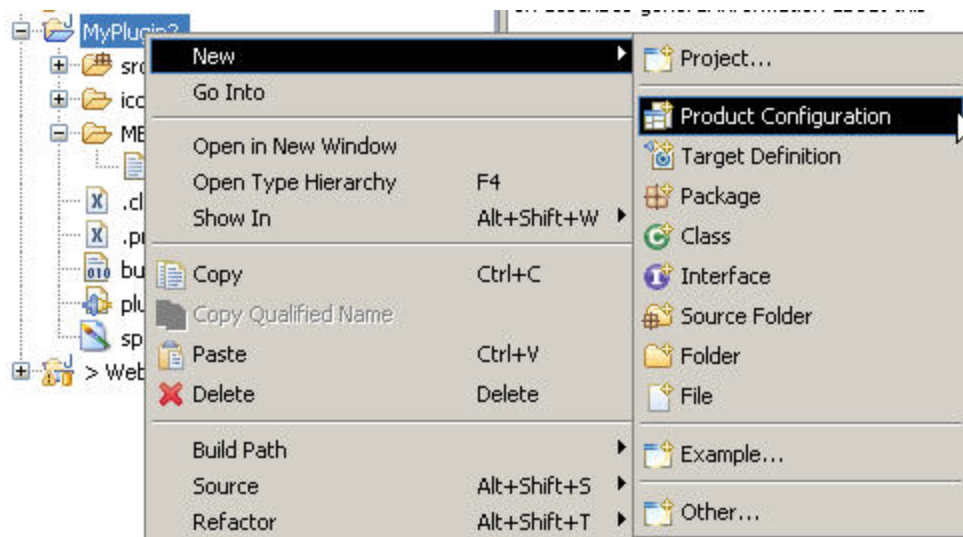 MyPlugin2
New
Go Into
Open in New Window
Open Type Hierarchy F4
Show In Alt+Shift+W
Copy Ctrl+C
Copy Qualified Name
Paste Ctrl+V
Delete Delete
Build Path
Source Alt+Shift+S
Refactor Alt+Shift+T
Project...
Product Configuration
Target Definition
Package
Class
Interface
Source Folder
Folder
File
Example...
Other...
> Web